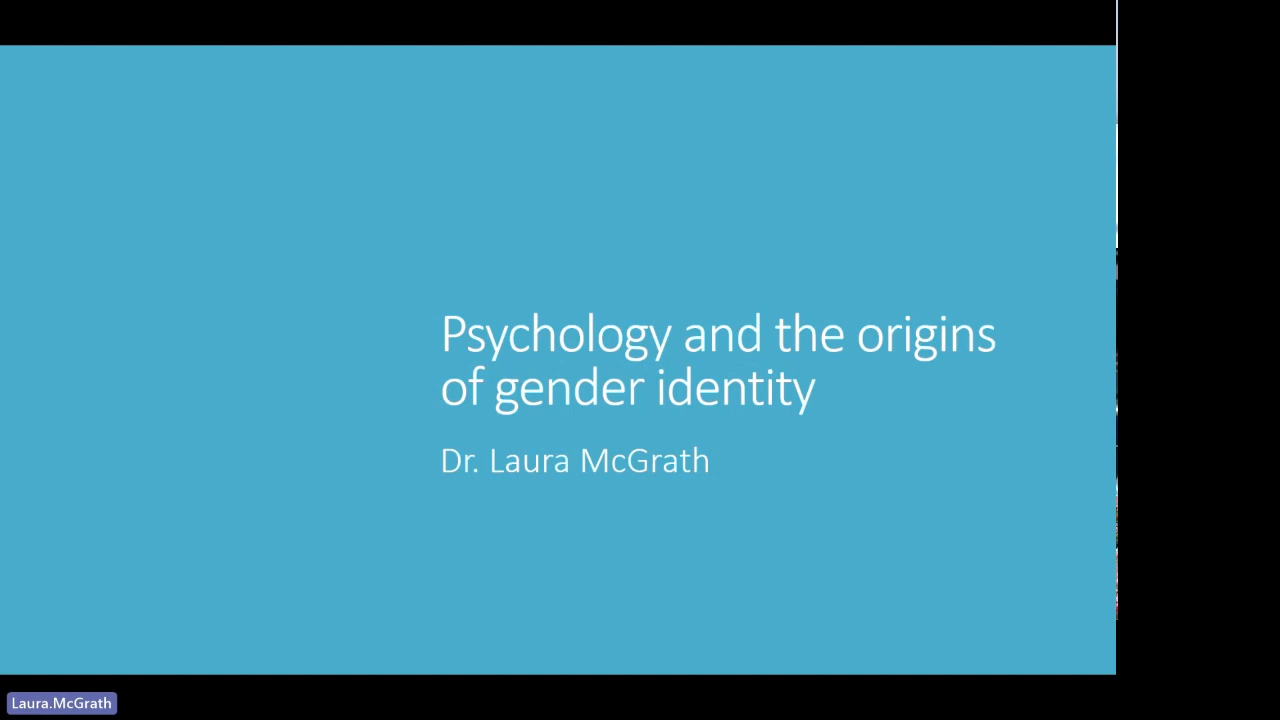 Psychology and the origins
of gender identity
Dr. Laura McGrath
Laura.McGrath